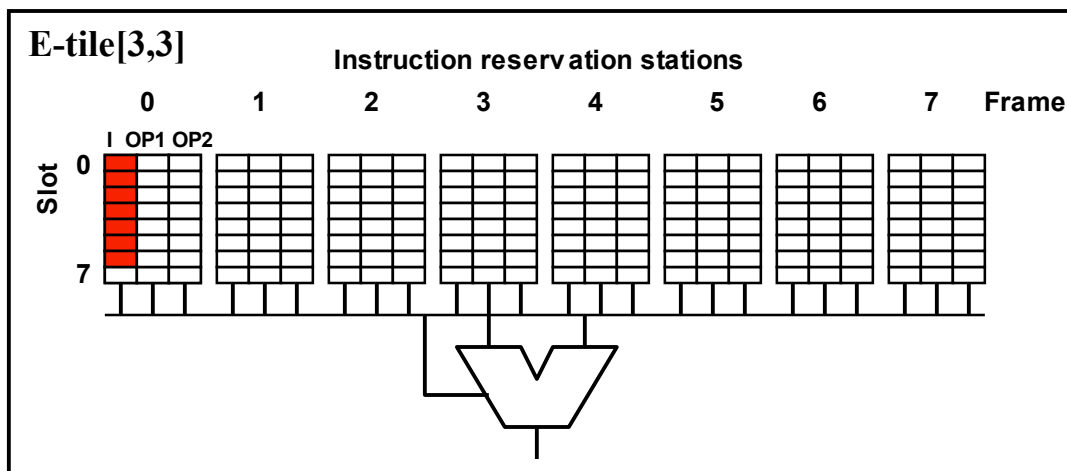 E-tile[3,3]
Instruction reservation stations
0 1 2 3 4 5 6 7 Frame
I OP1 OP2
Slot
0
7